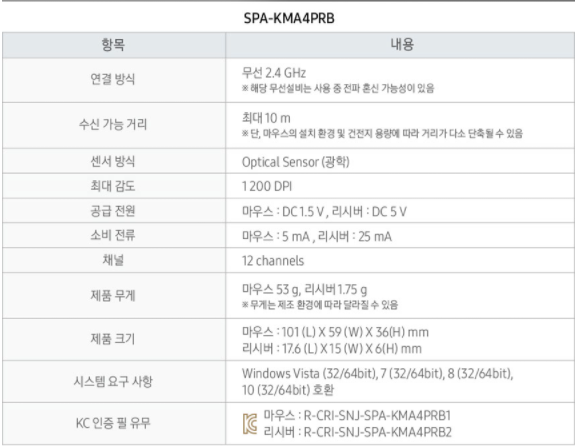 SPA-KMA4PRB
항목 내용
연결 방식 무선 2.4 GHz
※ 해당 무선설비는 사용 중 전파 혼신 가능성이 있음
수신 가능 거리 최대 10 m
※ 단, 마우스의 설치 환경 및 건전지 용량에 따라 거리가 다소 단축될 수 있음
센서 방식 Optical Sensor (광학)
최대 감도 1200 DPI
공급 전원 마우스 : DC 1.5 V , 리시버 : DC 5 V
소비 전류 마우스 : 5 mA , 리시버 : 25 mA
채널 12 channels
제품 무게 마우스 53 g, 리시버 1.75 g
※ 무게는 제조 환경에 따라 달라질 수 있음
제품 크기 마우스 : 101 (L) X 59 (W) X 36(H) mm
리시버 : 17.6 (L) X 15 (W) X 6(H) mm
시스템 요구 사항 Windows Vista (32/64bit), 7 (32/64bit), 8 (32/64bit),
10 (32/64bit) 호환
KC 인증 필 유무 마우스 : R-CRI-SNJ-SPA-KMA4PRB1
리시버 : R-CRI-SNJ-SPA-KMA4PRB2